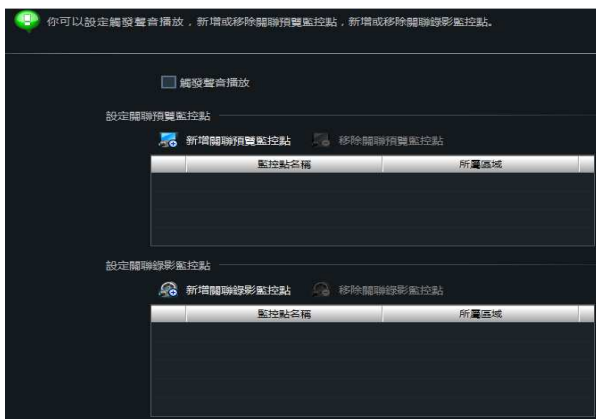 你可以設定觸發聲音播放，新增或移除關聯預覽監控點，新增或移除關聯錄影監控點。
觸發聲音播放
設定關聯預覽監控點
新增關聯預覽監控點 移除關聯預覽監控點
監控點名稱 所屬區域
設定關聯錄影監控點
新增關聯錄影監控點 移除關聯錄影監控點
監控點名稱 所屬區域